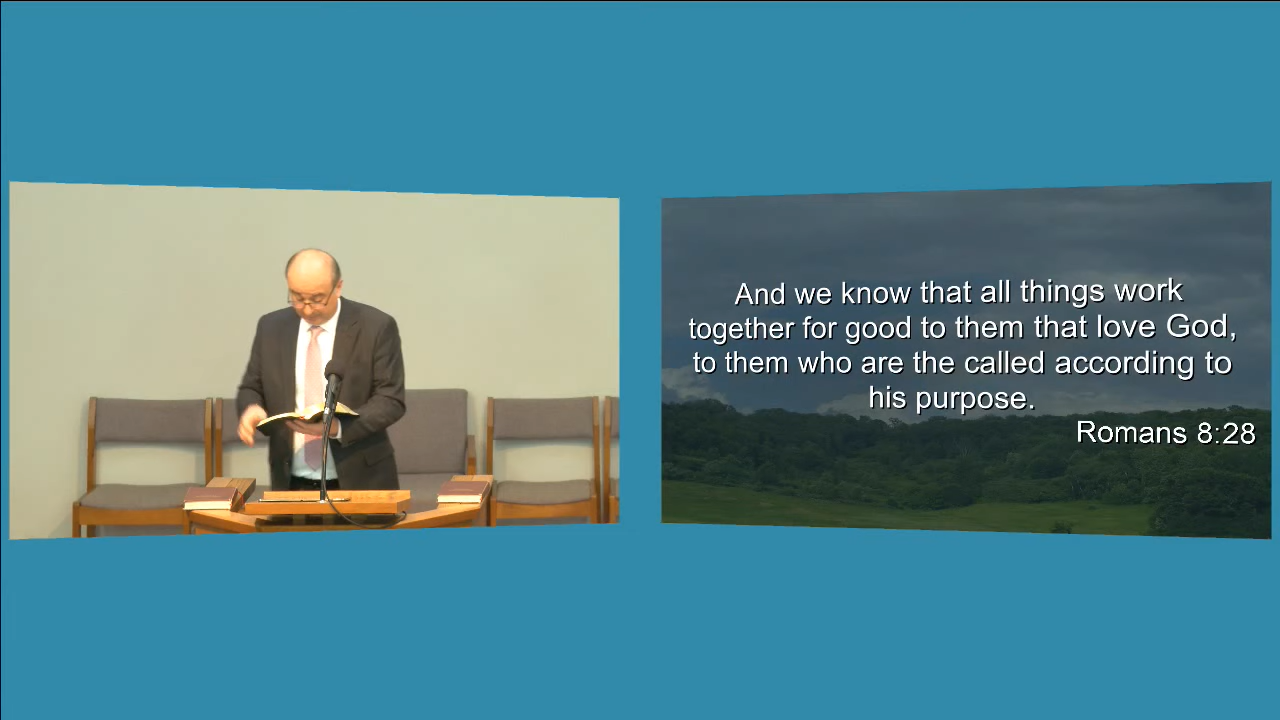 And we know that all things work
together for good to them that love God,
to them who are the called according to
his purpose.
Romans 8:28